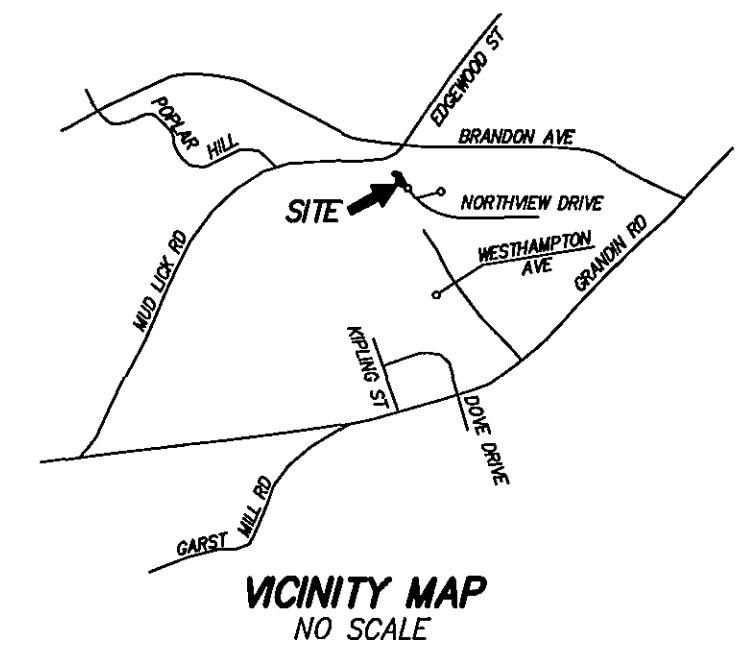 EDGEWOOD ST
POPLAR
HILL
BRANDON AVE
SITE
NORTHVIEW DRIVE
WESTHAMPTON
AVE
GRANDIN RD
MUD LICK RD
KIPLING ST
DOVE DRIVE
GARST MILL RD
VICINITY MAP
NO SCALE